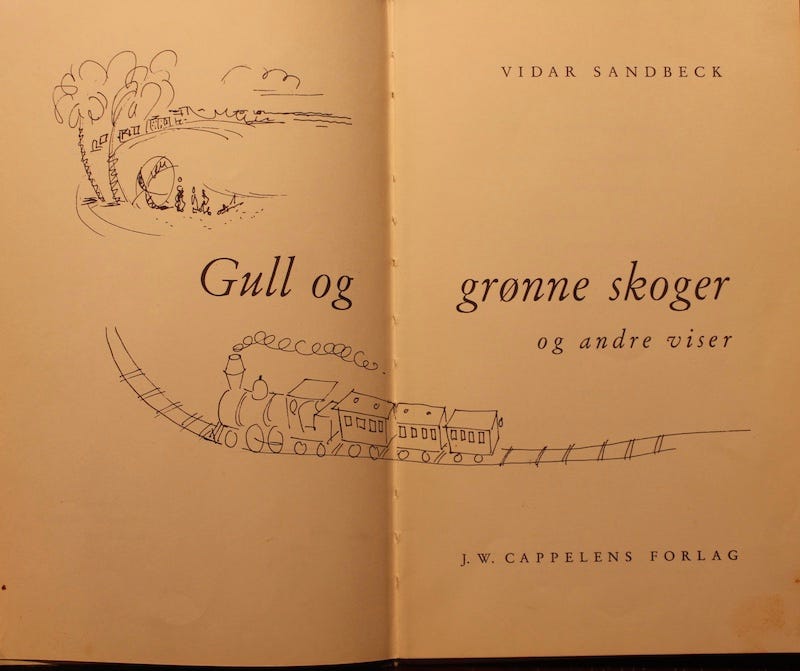 VIDAR SANDBECK
Gull og grønne skoger
og andre viser
J. W. CAPPELENS FORLAG